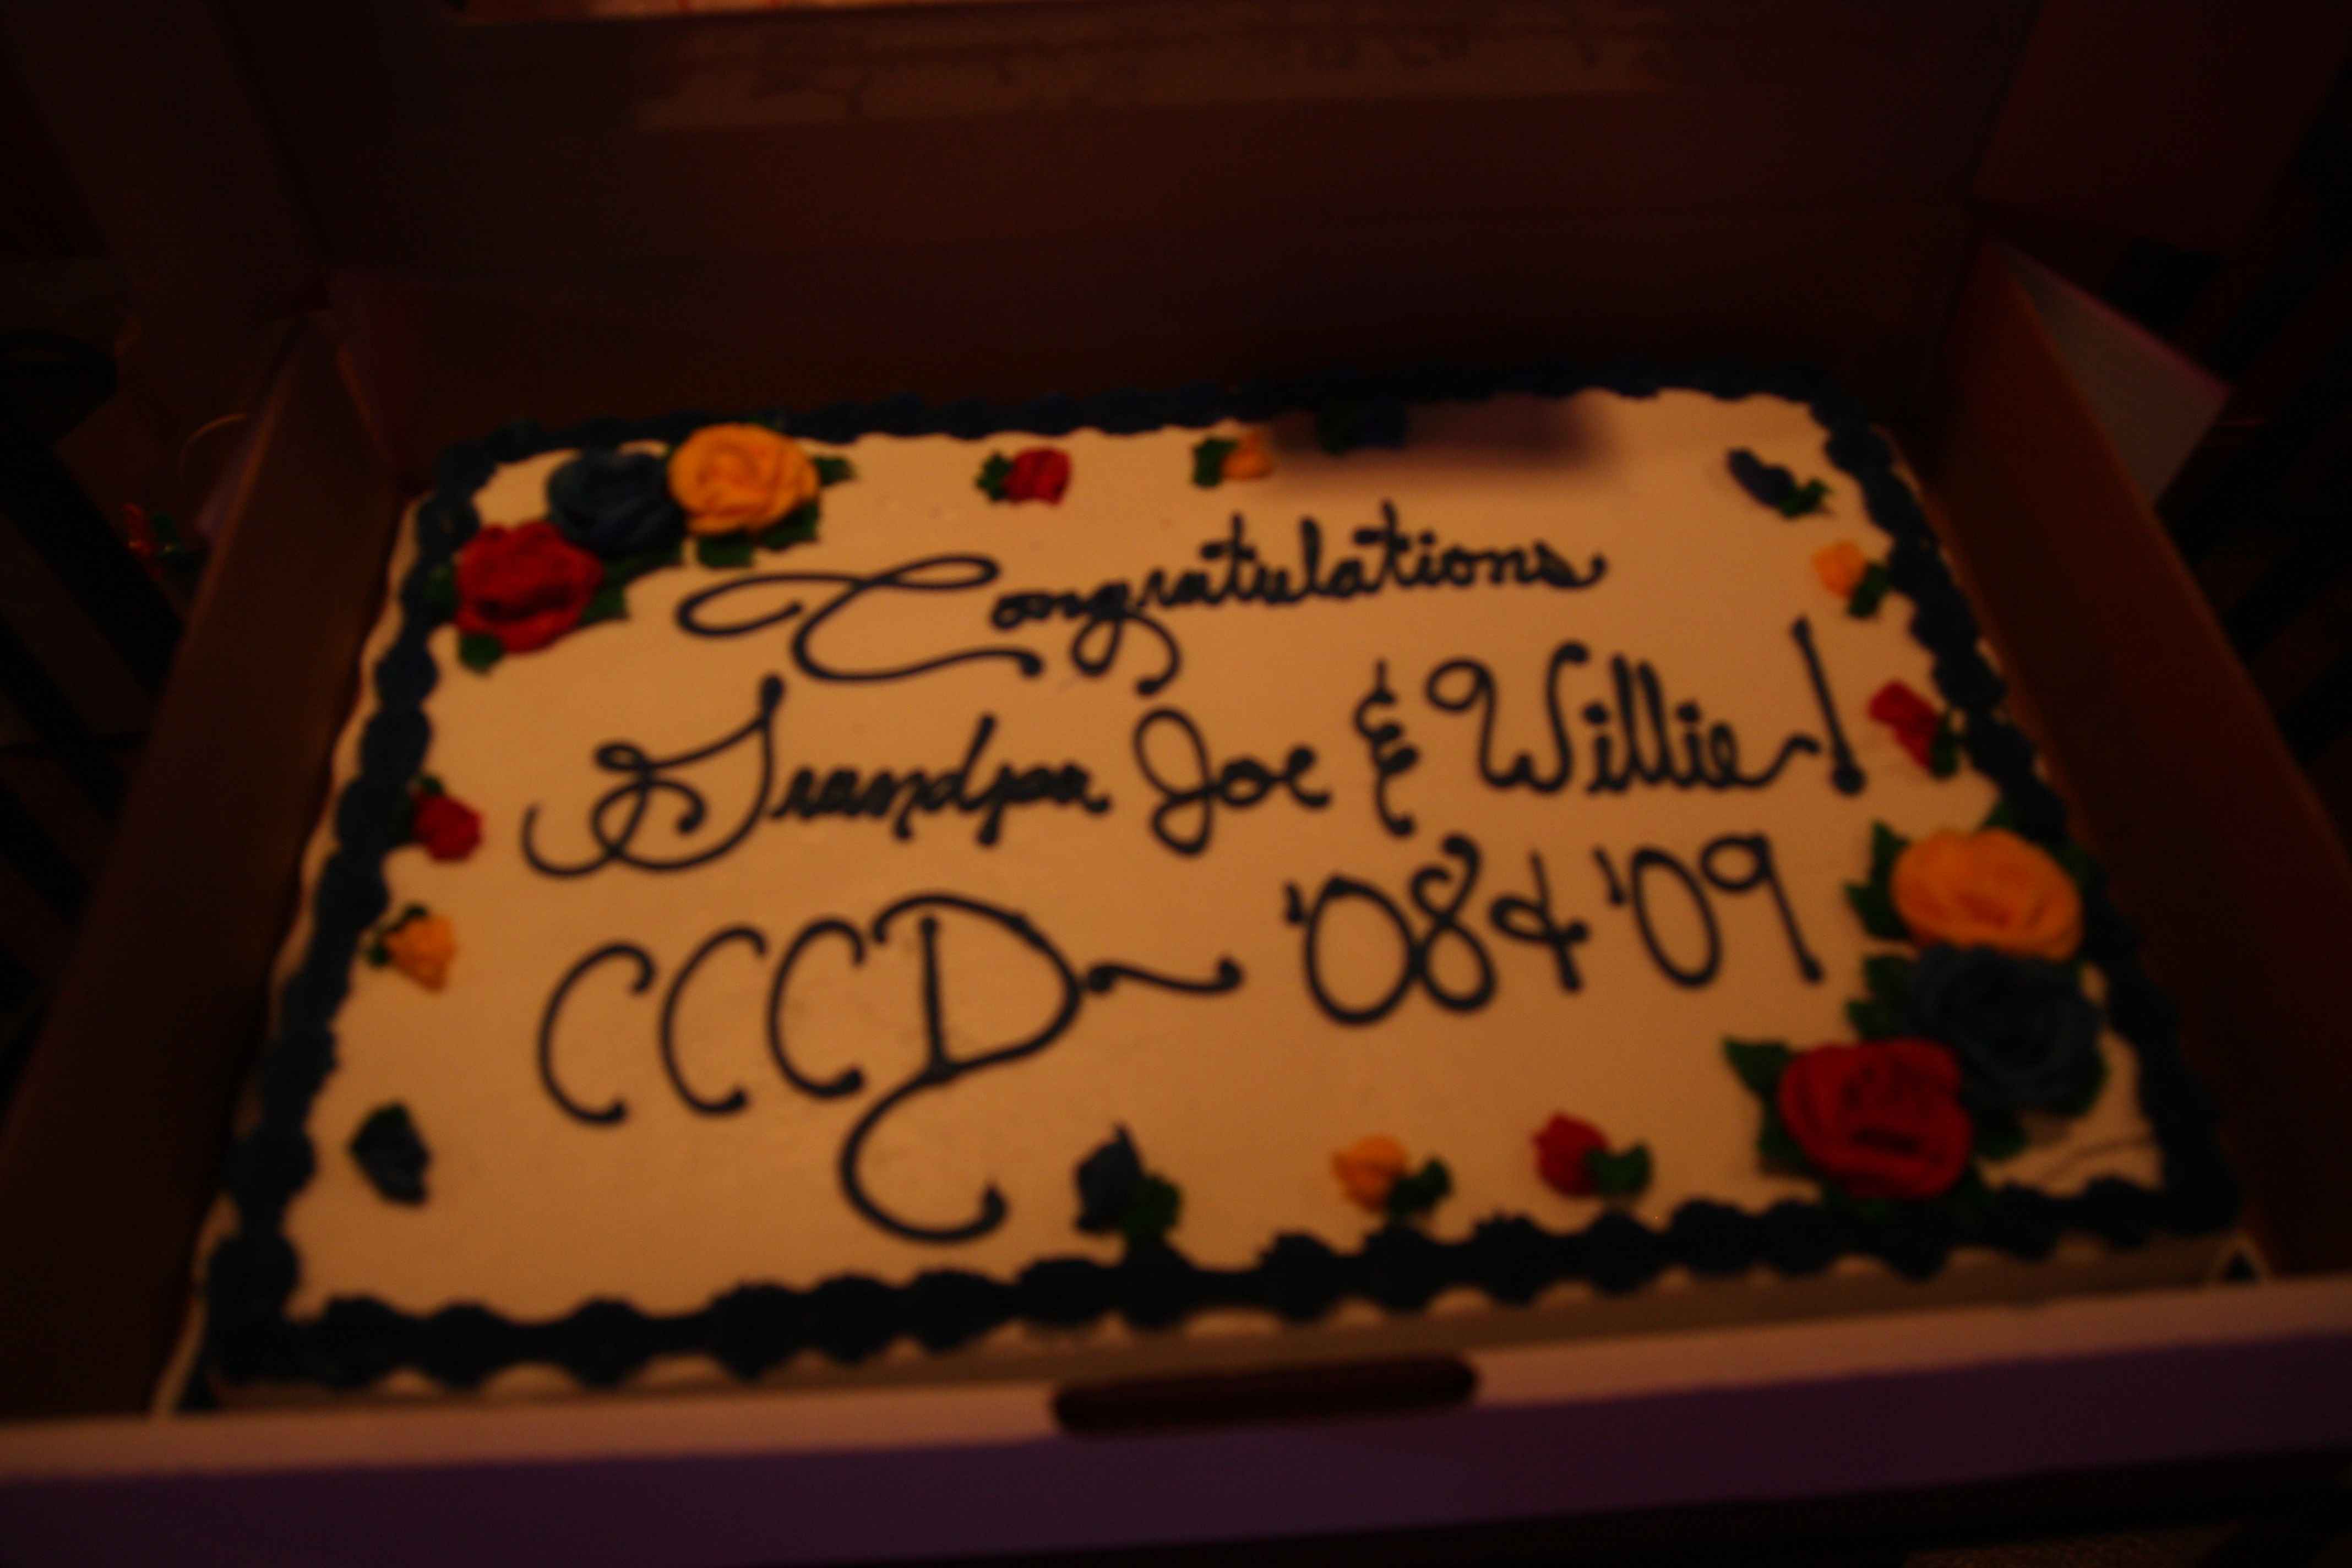 Congratulations
Grandpa Joe & Willie!
CCCD~ '08 & '09